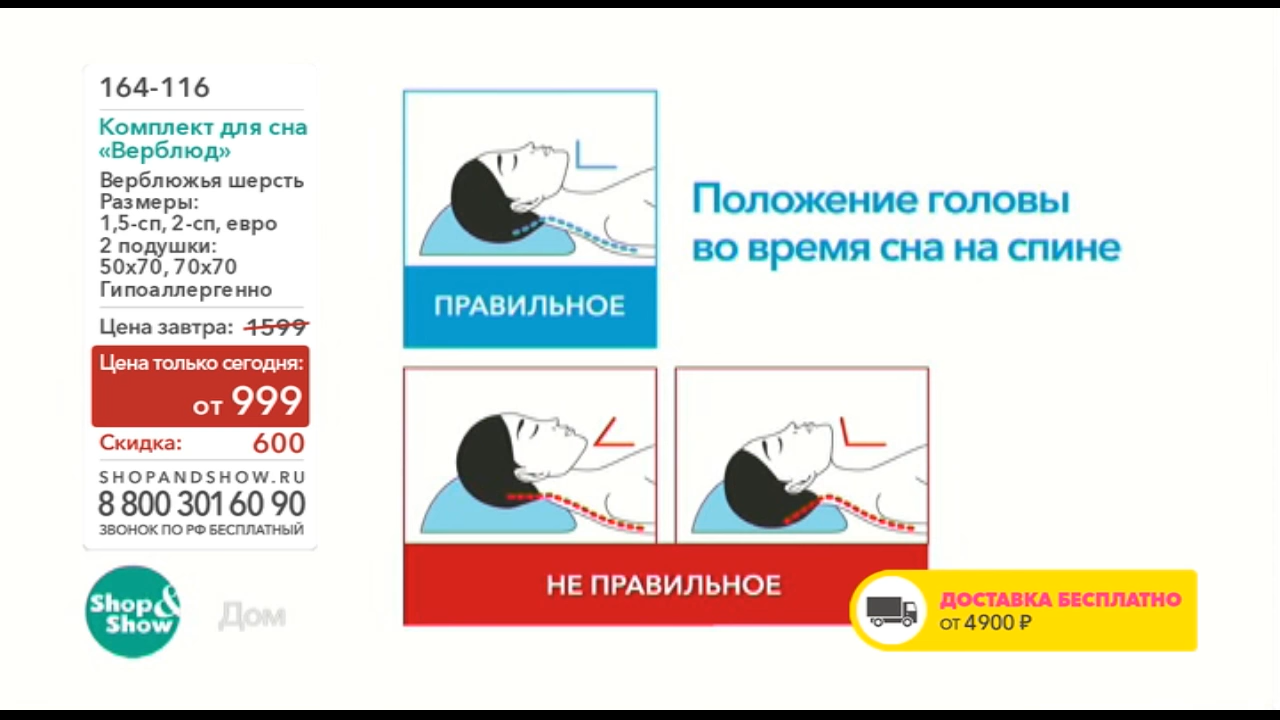 164-116
Комплект для сна
«Верблюд»
Верблюжья шерсть
Размеры:
1,5-сп, 2-сп, евро
2 подушки:
50х70, 70х70
Гипоаллергенно
Цена завтра: 1599
Цена только сегодня:
от 999
Скидка: 600
SHOPANDSHOW.RU
8 800 301 60 90
ЗВОНОК ПО РФ БЕСПЛАТНЫЙ
Shop&
Show
Дом
Положение головы
во время сна на спине
ПРАВИЛЬНОЕ
НЕ ПРАВИЛЬНОЕ
ДОСТАВКА БЕСПЛАТНО
от 4900 ₽